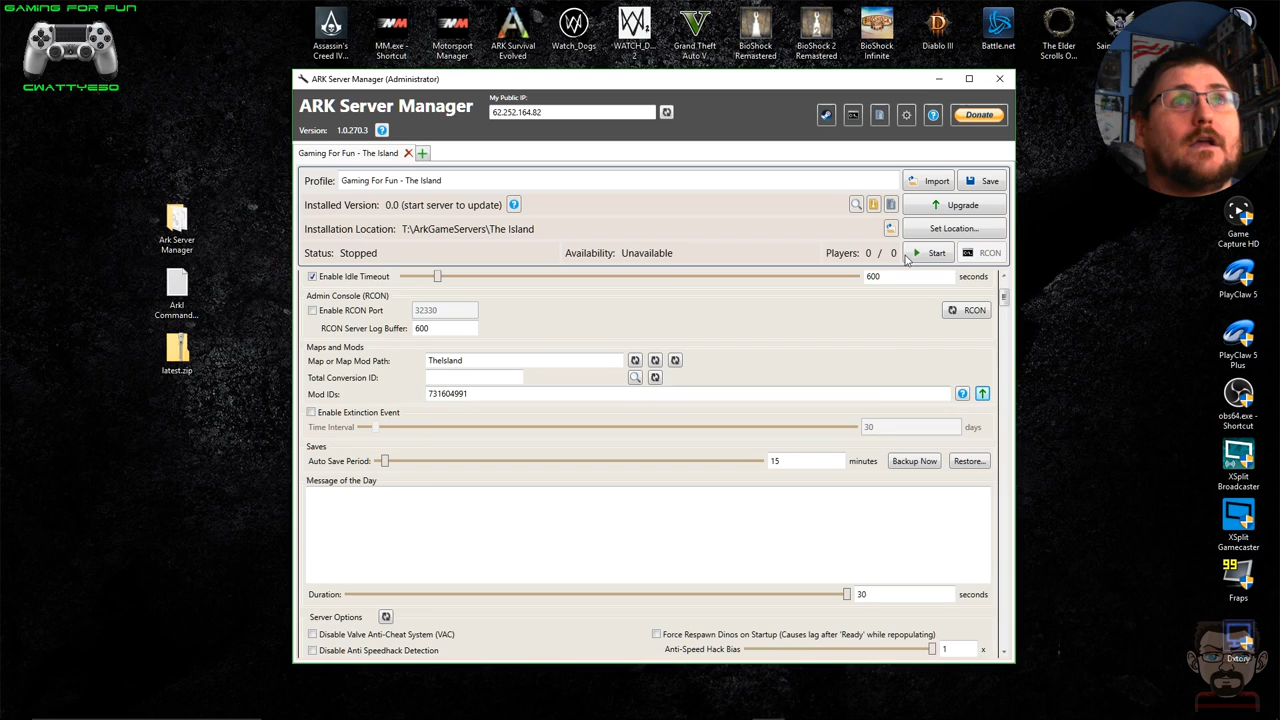 GAMING FOR FUN
CWATTYE50
Assassin's Creed IV...
MM.exe - Shortcut
Motorsport Manager
ARK Survival Evolved
Watch_Dogs
WATCH_D... 2
Grand Theft Auto V
BioShock Remastered
BioShock 2 Remastered
BioShock Infinite
Diablo III
Battle.net
The Elder Scrolls O...
ARK Server Manager (Administrator)
ARK Server Manager
My Public IP:
62.252.164.82
Donate
Version: 1.0.270.3
Gaming For Fun - The Island
Profile: Gaming For Fun - The Island
Import
Save
Installed Version: 0.0 (start server to update)
Upgrade
Installation Location: T:\ArkGameServers\The Island
Set Location...
Status: Stopped
Availability: Unavailable
Players: 0 / 0
Start
RCON
Enable Idle Timeout
600 seconds
Admin Console (RCON)
Enable RCON Port
32330
RCON
RCON Server Log Buffer: 600
Maps and Mods
Map or Map Mod Path: TheIsland
Total Conversion ID:
Mod IDs: 731604991
Enable Extinction Event
Time Interval
30 days
Saves
Auto Save Period:
15 minutes
Backup Now
Restore...
Message of the Day
Duration:
30 seconds
Server Options
Disable Valve Anti-Cheat System (VAC)
Force Respawn Dinos on Startup (Causes lag after 'Ready' while repopulating)
Disable Anti Speedhack Detection
Anti-Speed Hack Bias
1 x
Ark Server Manager
ArkI Command...
latest.zip
Game Capture HD
PlayClaw 5
PlayClaw 5 Plus
obs64.exe - Shortcut
XSplit Broadcaster
XSplit Gamecaster
99
Fraps
Dxtory